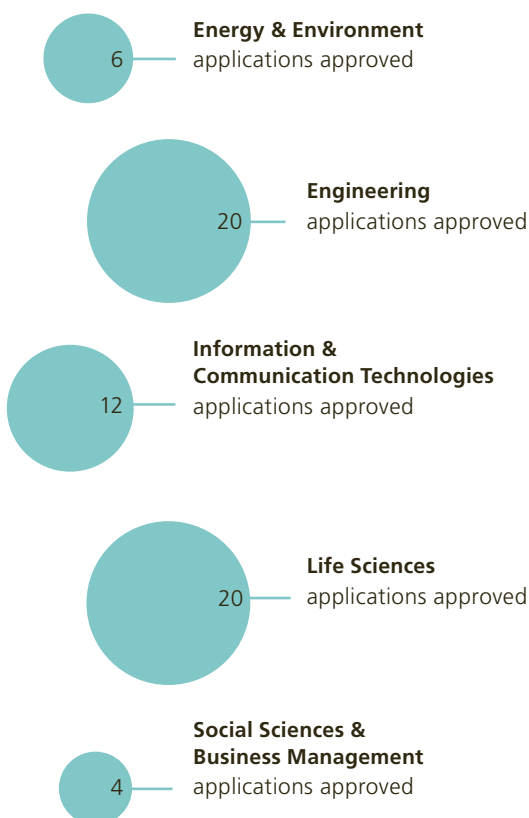 Energy & Environment
6 applications approved
Engineering
20 applications approved
Information &
Communication Technologies
12 applications approved
Life Sciences
20 applications approved
Social Sciences &
Business Management
4 applications approved